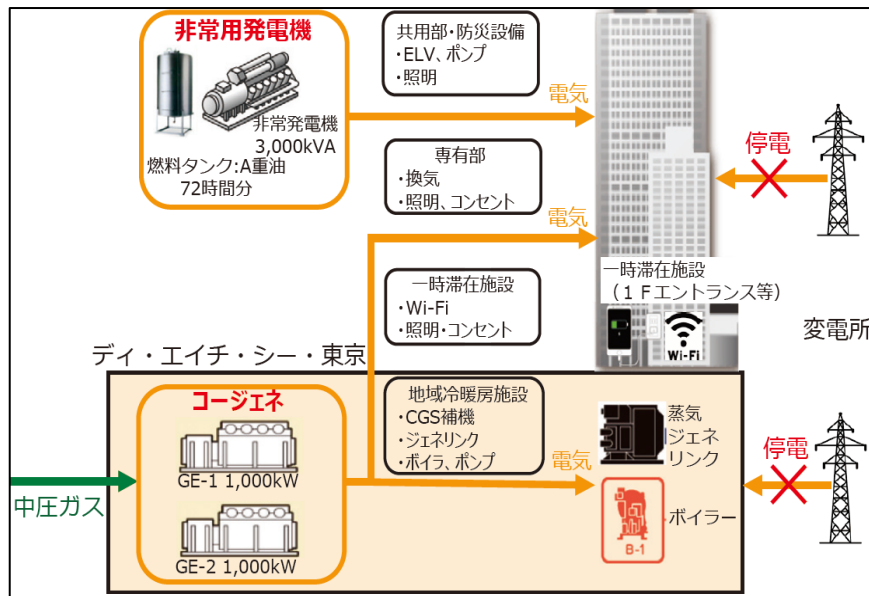 非常用発電機
非常発電機
3,000kVA
燃料タンク:A重油
72時間分
共用部・防災設備
・ELV、ポンプ
・照明
電気
専有部
・換気
・照明、コンセント
電気
停電
一時滞在施設
・Wi-Fi
・照明・コンセント
一時滞在施設
（１Ｆエントランス等）
Wi-Fi
変電所
ディ・エイチ・シー・東京
コージェネ
GE-1 1,000kW
GE-2 1,000kW
中圧ガス
地域冷暖房施設
・CGS補機
・ジェネリンク
・ボイラ、ポンプ
電気
蒸気
ジェネ
リンク
ボイラー
B-1
停電